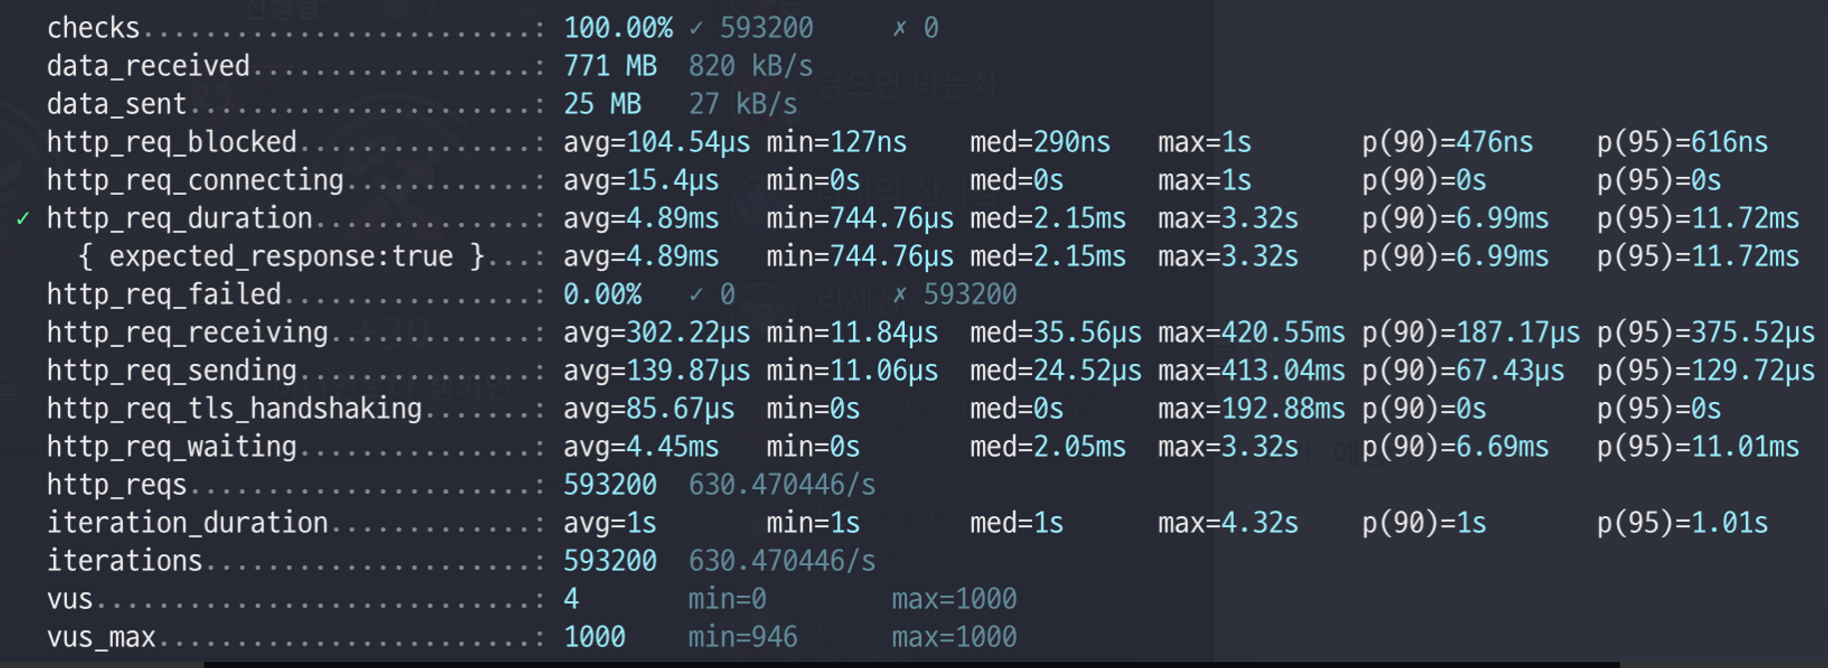 checks.........................: 100.00% ✓ 593200     ✗ 0
data_received..................: 771 MB  820 kB/s
data_sent......................: 25 MB   27 kB/s
http_req_blocked...............: avg=104.54µs min=127ns    med=290ns   max=1s       p(90)=476ns    p(95)=616ns
http_req_connecting............: avg=15.4µs   min=0s       med=0s      max=1s       p(90)=0s       p(95)=0s
✓ http_req_duration..............: avg=4.89ms   min=744.76µs med=2.15ms  max=3.32s    p(90)=6.99ms   p(95)=11.72ms
{ expected_response:true }...: avg=4.89ms   min=744.76µs med=2.15ms  max=3.32s    p(90)=6.99ms   p(95)=11.72ms
http_req_failed................: 0.00%   ✓ 0          ✗ 593200
http_req_receiving.............: avg=302.22µs min=11.84µs  med=35.56µs max=420.55ms p(90)=187.17µs p(95)=375.52µs
http_req_sending...............: avg=139.87µs min=11.06µs  med=24.52µs max=413.04ms p(90)=67.43µs  p(95)=129.72µs
http_req_tls_handshaking.......: avg=85.67µs  min=0s       med=0s      max=192.88ms p(90)=0s       p(95)=0s
http_req_waiting...............: avg=4.45ms   min=0s       med=2.05ms  max=3.32s    p(90)=6.69ms   p(95)=11.01ms
http_reqs......................: 593200  630.470446/s
iteration_duration.............: avg=1s       min=1s       med=1s      max=4.32s    p(90)=1s       p(95)=1.01s
iterations.....................: 593200  630.470446/s
vus............................: 4       min=0        max=1000
vus_max........................: 1000    min=946      max=1000